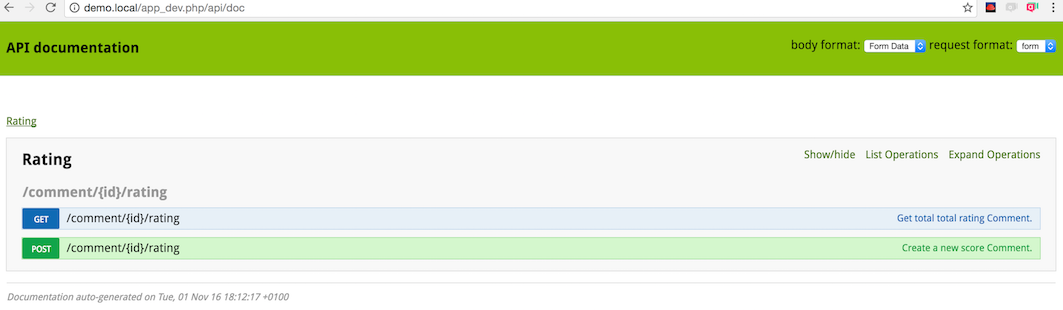 demo.local/app_dev.php/api/doc
API documentation
body format: Form Data request format: form
Rating
Rating
Show/hide List Operations Expand Operations
/comment/{id}/rating
GET /comment/{id}/rating Get total total rating Comment.
POST /comment/{id}/rating Create a new score Comment.
Documentation auto-generated on Tue, 01 Nov 16 18:12:17 +0100